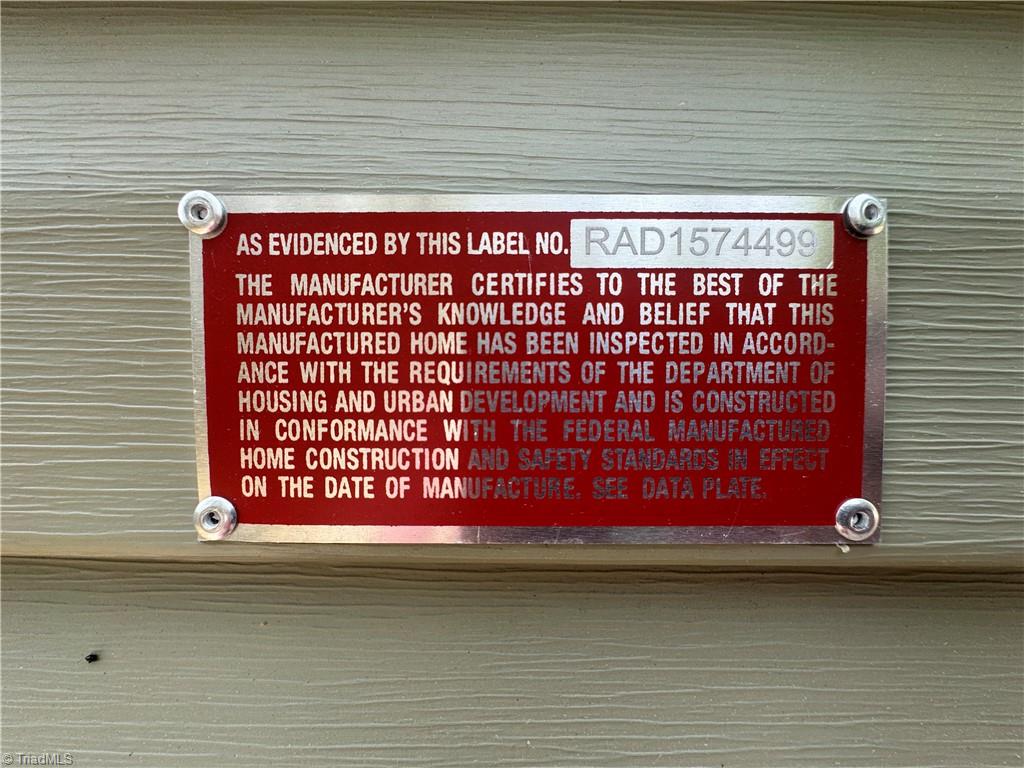 AS EVIDENCED BY THIS LABEL NO. RAD1574499
THE MANUFACTURER CERTIFIES TO THE BEST OF THE
MANUFACTURER'S KNOWLEDGE AND BELIEF THAT THIS
MANUFACTURED HOME HAS BEEN INSPECTED IN ACCORD-
ANCE WITH THE REQUIREMENTS OF THE DEPARTMENT OF
HOUSING AND URBAN DEVELOPMENT AND IS CONSTRUCTED
IN CONFORMANCE WITH THE FEDERAL MANUFACTURED
HOME CONSTRUCTION AND SAFETY STANDARDS IN EFFECT
ON THE DATE OF MANUFACTURE. SEE DATA PLATE.
© TriadMLS